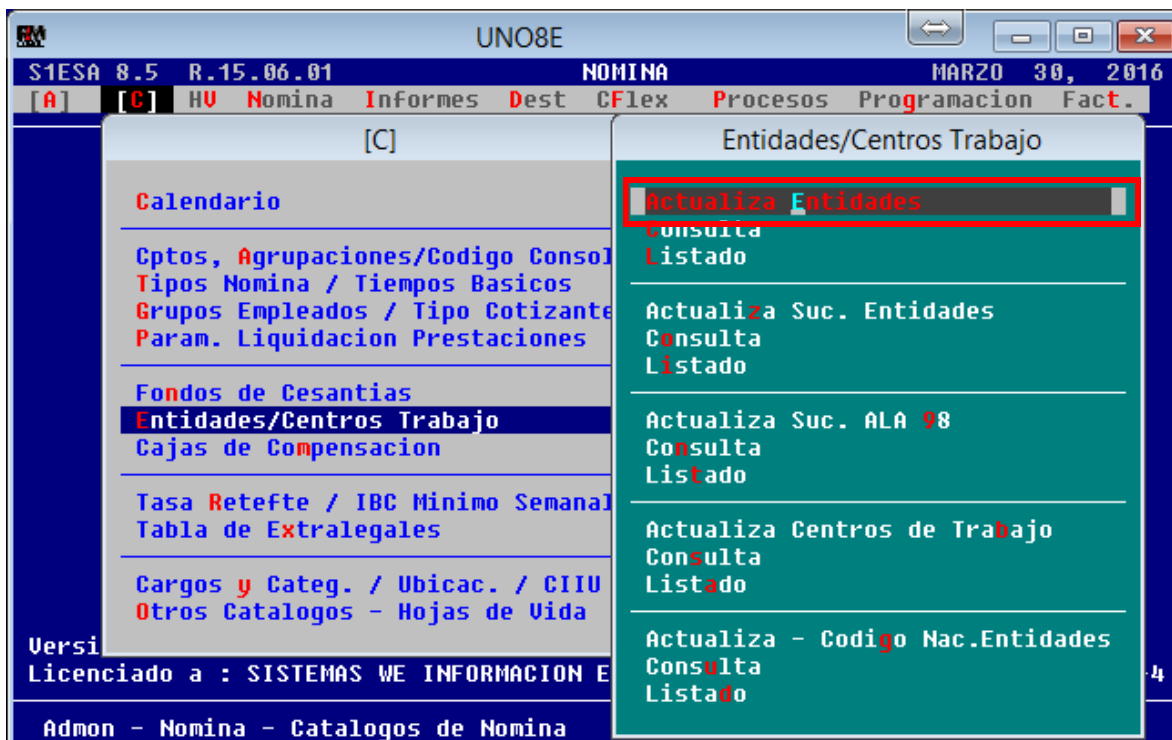 UNO8E
S1ESA 8.5 R.15.06.01 NOMINA MARZO 30, 2016
[A] [C] HV Nomina Informes Dest CFlex Procesos Programacion Fact.
[C]
Calendario
Cptos, Agrupaciones/Codigo Consol
Tipos Nomina / Tiempos Basicos
Grupos Empleados / Tipo Cotizante
Param. Liquidacion Prestaciones
Fondos de Cesantias
Entidades/Centros Trabajo
Cajas de Compensacion
Tasa Retefte / IBC Minimo Semanal
Tabla de Extralegales
Cargos y Categ. / Ubicac. / CIIU
Otros Catalogos - Hojas de Vida
Entidades/Centros Trabajo
Actualiza Entidades
Consulta
Listado
Actualiza Suc. Entidades
Consulta
Listado
Actualiza Suc. ALA 98
Consulta
Listado
Actualiza Centros de Trabajo
Consulta
Listado
Actualiza - Codigo Nac.Entidades
Consulta
Listado
Versi
Licenciado a : SISTEMAS WE INFORMACION E -4
Admon - Nomina - Catalogos de Nomina